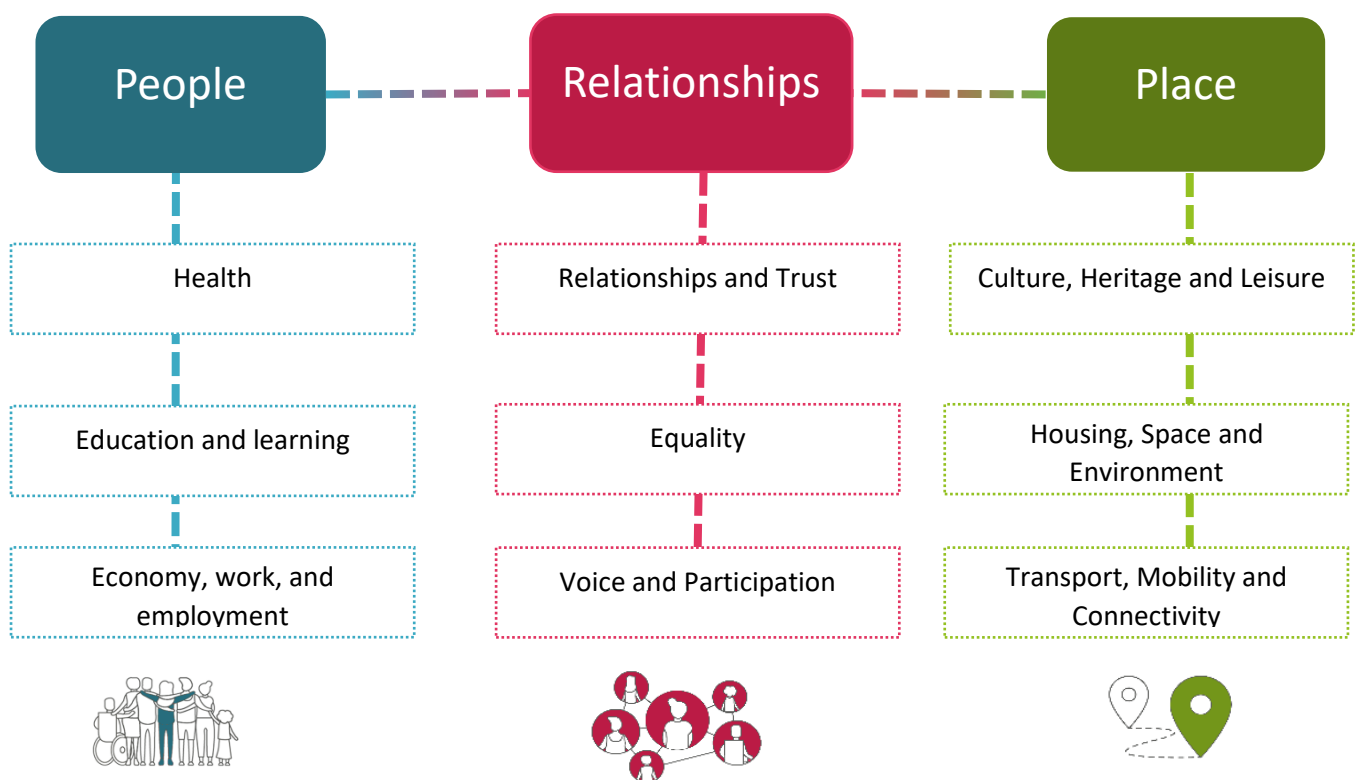 People
Relationships
Place
Health
Relationships and Trust
Culture, Heritage and Leisure
Education and learning
Equality
Housing, Space and
Environment
Economy, work, and
employment
Voice and Participation
Transport, Mobility and
Connectivity